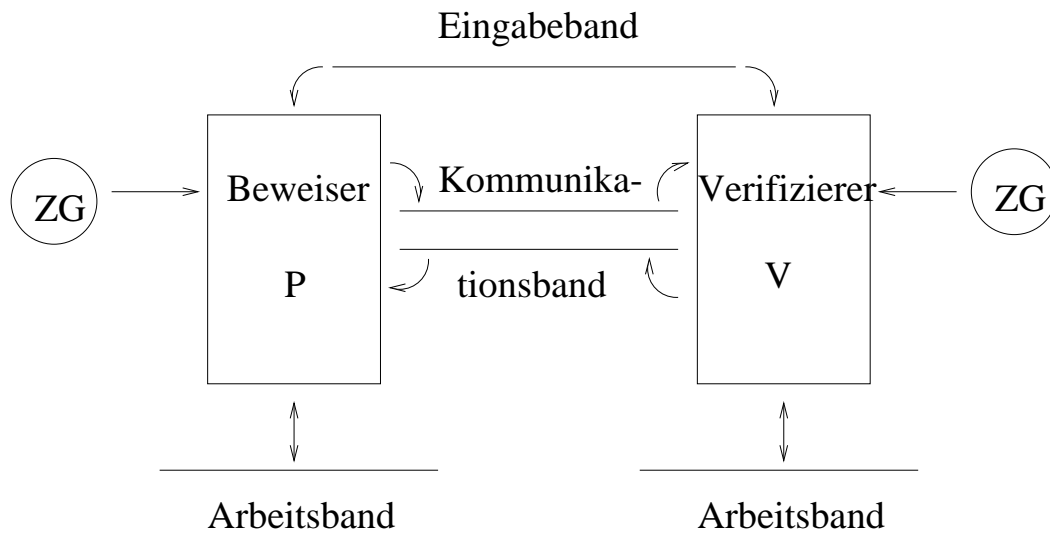 Eingabeband
ZG
Beweiser
P
Kommunika-
tionsband
Verifizierer
V
ZG
Arbeitsband
Arbeitsband